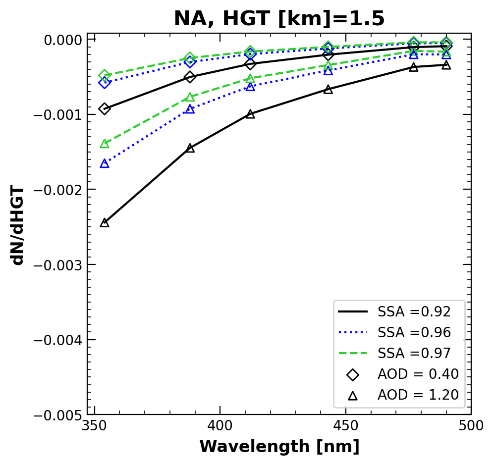 NA, HGT [km]=1.5
0.000
−0.001
−0.002
−0.003
−0.004
−0.005
dN/dHGT
SSA =0.92
SSA =0.96
SSA =0.97
AOD = 0.40
AOD = 1.20
350
400
450
500
Wavelength [nm]